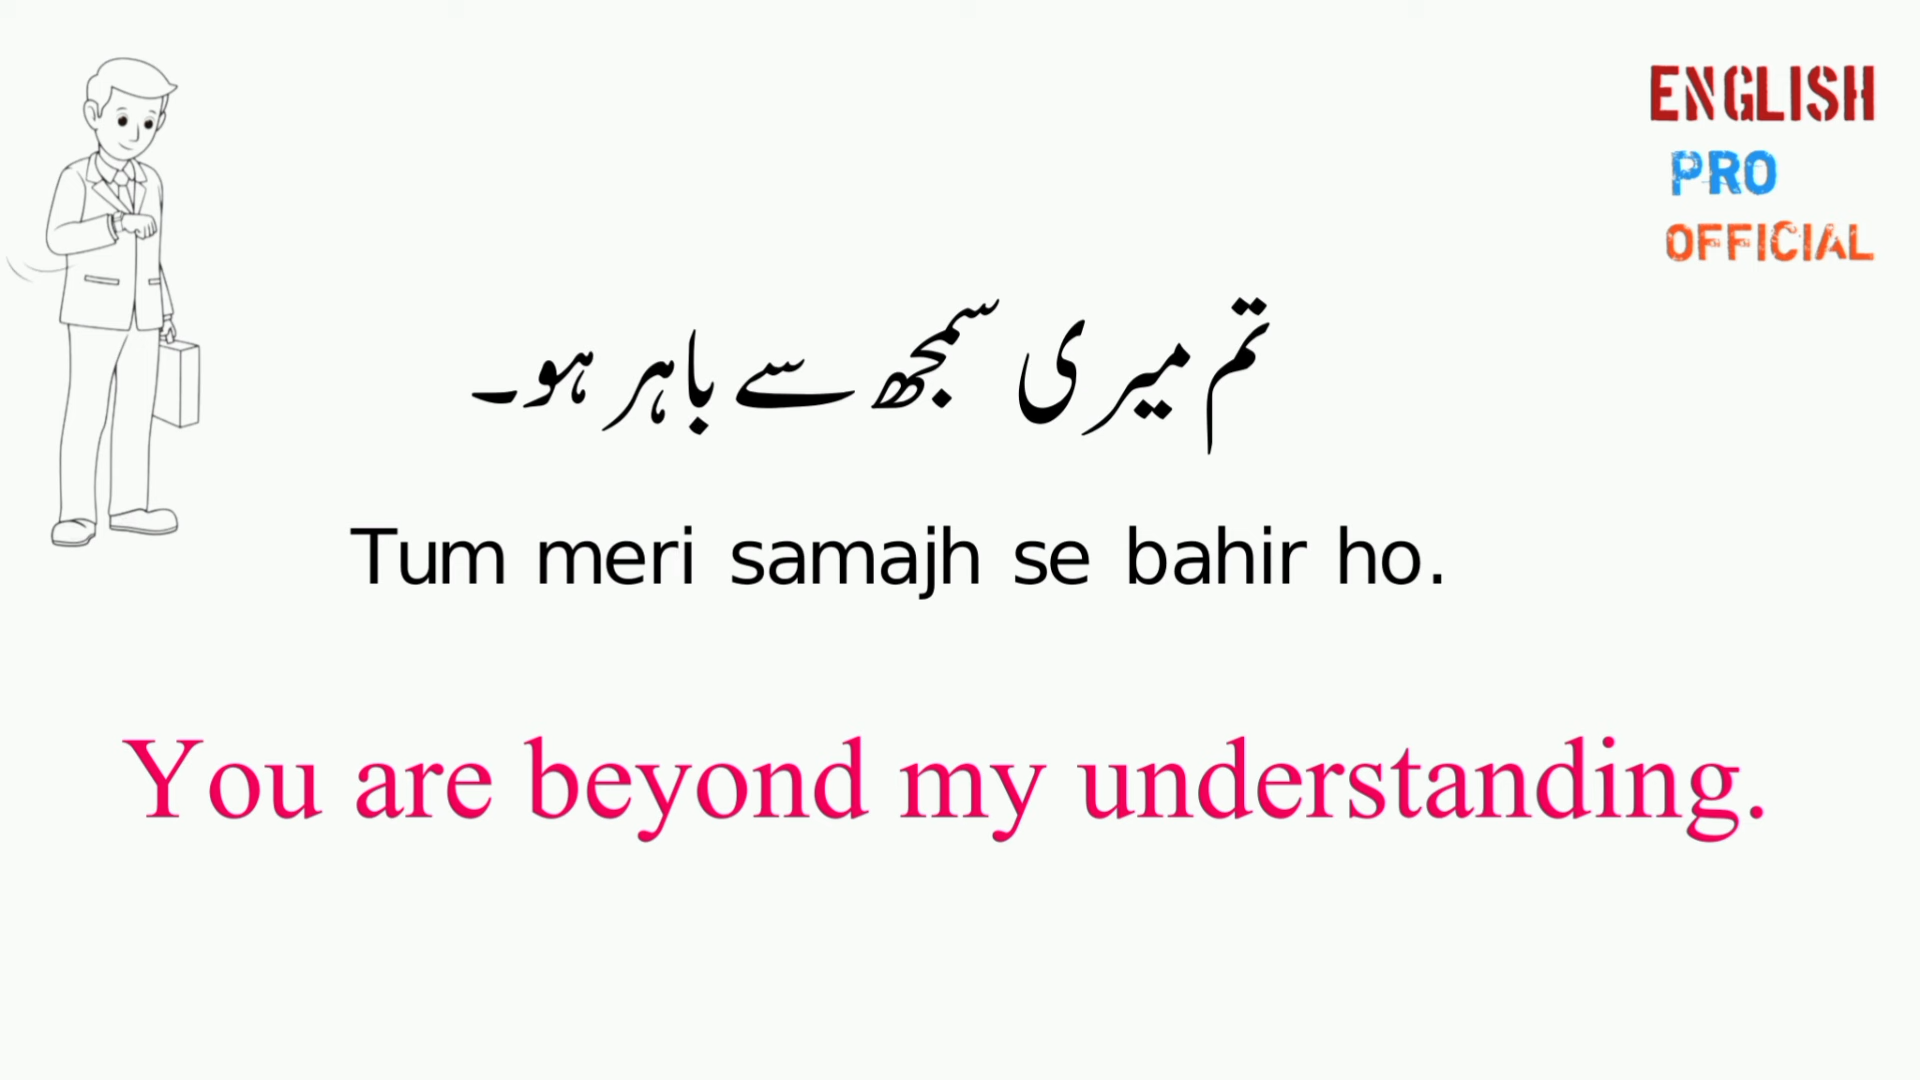 ENGLISH
PRO
OFFICIAL
تم میری سمجھ سے باہر ہو۔
Tum meri samajh se bahir ho.
You are beyond my understanding.